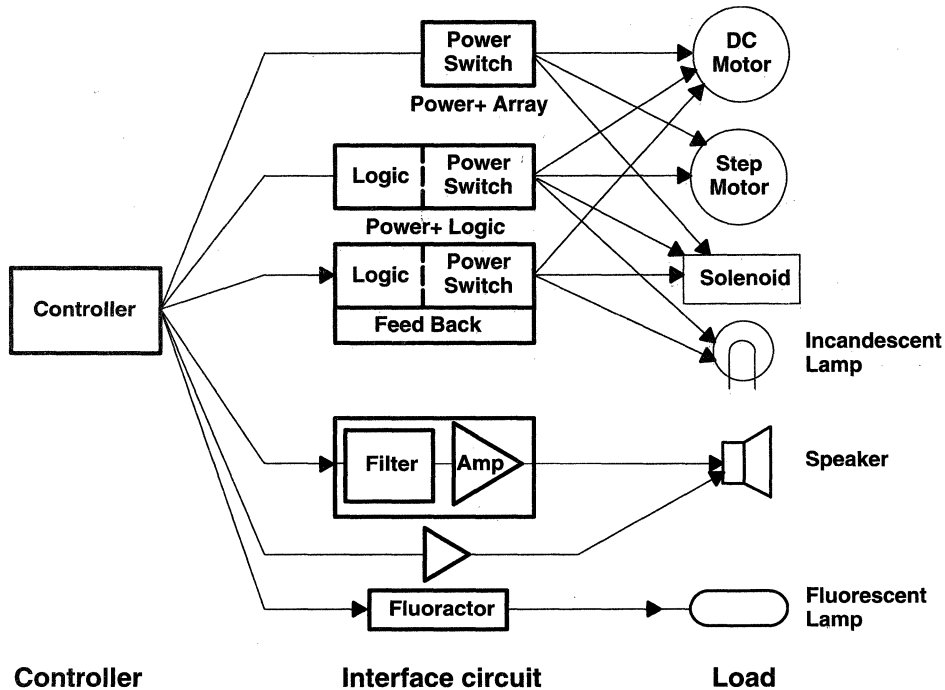 Power
Switch
Power+ Array
DC
Motor
Logic
Power
Switch
Power+ Logic
Step
Motor
Controller
Logic
Power
Switch
Feed Back
Solenoid
Incandescent
Lamp
Filter
Amp
Speaker
Fluoractor
Fluorescent
Lamp
Controller
Interface circuit
Load